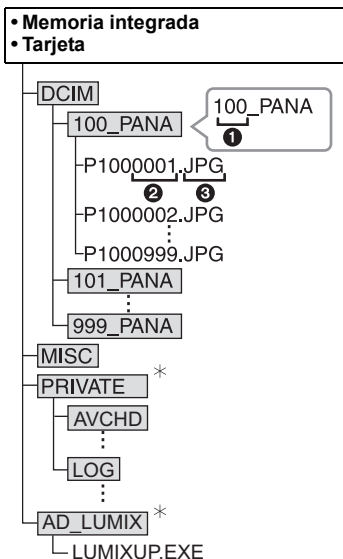 • Memoria integrada
• Tarjeta
DCIM
100_PANA
100_PANA
❶
P1000001.JPG
❷ ❸
P1000002.JPG
P1000999.JPG
101_PANA
999_PANA
MISC
PRIVATE *
AVCHD
LOG
AD_LUMIX *
LUMIXUP.EXE